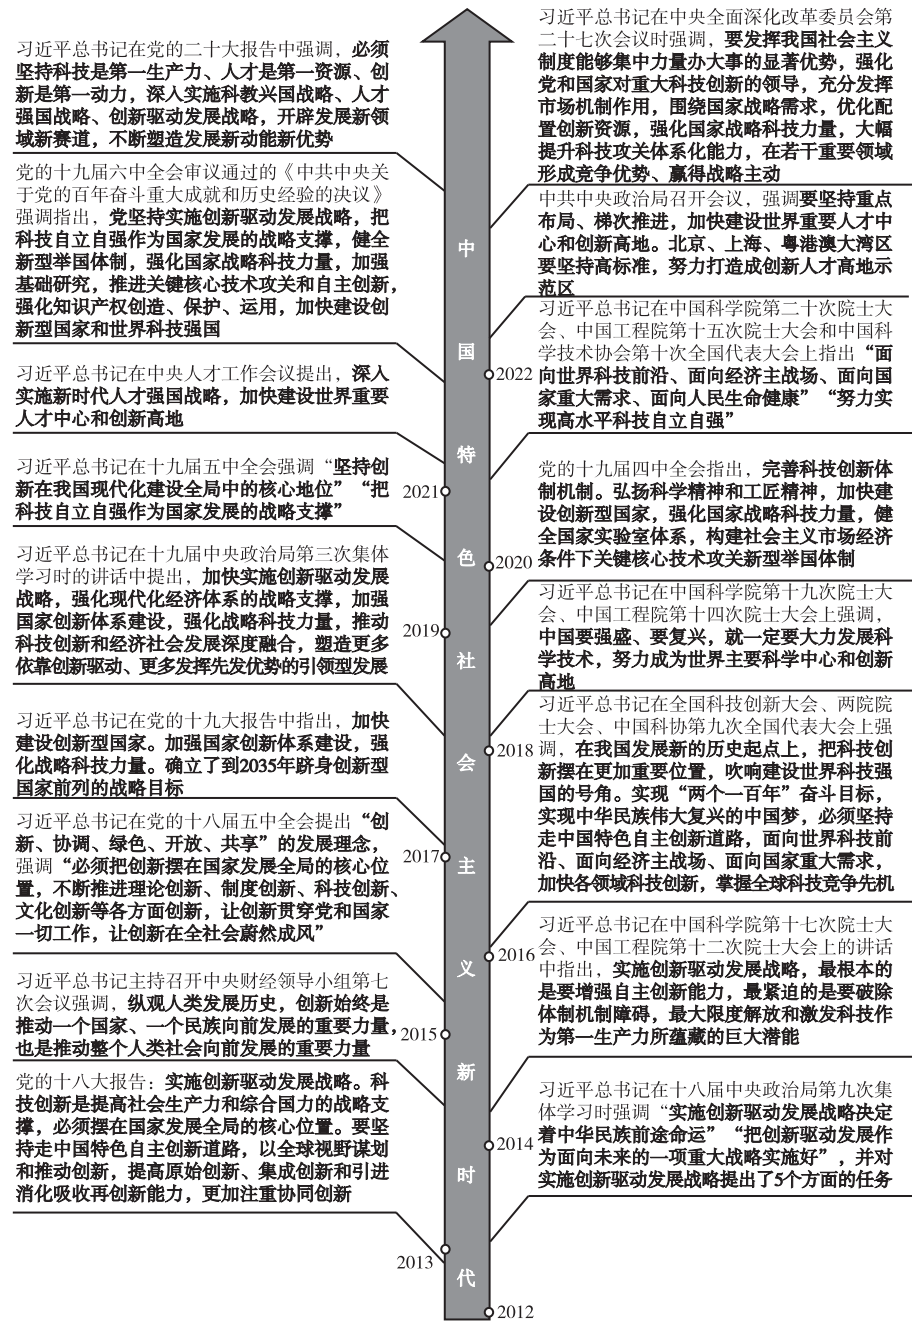 习近平总书记在党的二十大报告中强调，必须
坚持科技是第一生产力、人才是第一资源、创
新是第一动力，深入实施科教兴国战略、人才
强国战略、创新驱动发展战略，开辟发展新领
域新赛道，不断塑造发展新动能新优势
党的十九届六中全会审议通过的《中共中央关
于党的百年奋斗重大成就和历史经验的决议》
强调指出，党坚持实施创新驱动发展战略，把
科技自立自强作为国家发展的战略支撑，健全
新型举国体制，强化国家战略科技力量，加强
基础研究，推进关键核心技术攻关和自主创新，
强化知识产权创造、保护、运用，加快建设创
新型国家和世界科技强国
习近平总书记在中央人才工作会议提出，深入
实施新时代人才强国战略，加快建设世界重要
人才中心和创新高地
习近平总书记在十九届五中全会强调“坚持创
新在我国现代化建设全局中的核心地位”“把
科技自立自强作为国家发展的战略支撑”
习近平总书记在十九届中央政治局第三次集体
学习时的讲话中提出，加快实施创新驱动发展
战略，强化现代化经济体系的战略支撑，加强
国家创新体系建设，强化战略科技力量，推动
科技创新和经济社会发展深度融合，塑造更多
依靠创新驱动、更多发挥先发优势的引领型发展
习近平总书记在党的十九大报告中指出，加快
建设创新型国家。加强国家创新体系建设，强
化战略科技力量。确立了到2035年跻身创新型
国家前列的战略目标
习近平总书记在党的十八届五中全会提出“创
新、协调、绿色、开放、共享”的发展理念，
强调“必须把创新摆在国家发展全局的核心位
置，不断推进理论创新、制度创新、科技创新、
文化创新等各方面创新，让创新贯穿党和国家
一切工作，让创新在全社会蔚然成风”
习近平总书记主持召开中央财经领导小组第七
次会议强调，纵观人类发展历史，创新始终是
推动一个国家、一个民族向前发展的重要力量，
也是推动整个人类社会向前发展的重要力量
党的十八大报告：实施创新驱动发展战略。科
技创新是提高社会生产力和综合国力的战略支
撑，必须摆在国家发展全局的核心位置。要坚
持走中国特色自主创新道路，以全球视野谋划
和推动创新，提高原始创新、集成创新和引进
消化吸收再创新能力，更加注重协同创新
中
国
特
色
社
会
主
义
新
时
代
2022
2021
2020
2019
2018
2017
2016
2015
2014
2013
2012
习近平总书记在中央全面深化改革委员会第
二十七次会议时强调，要发挥我国社会主义
制度能够集中力量办大事的显著优势，强化
党和国家对重大科技创新的领导，充分发挥
市场机制作用，围绕国家战略需求，优化配
置创新资源，强化国家战略科技力量，大幅
提升科技攻关体系化能力，在若干重要领域
形成竞争优势、赢得战略主动
中共中央政治局召开会议，强调要坚持重点
布局、梯次推进，加快建设世界重要人才中
心和创新高地。北京、上海、粤港澳大湾区
要坚持高标准，努力打造成创新人才高地示
范区
习近平总书记在中国科学院第二十次院士大
会、中国工程院第十五次院士大会和中国科
学技术协会第十次全国代表大会上指出“面
向世界科技前沿、面向经济主战场、面向国
家重大需求、面向人民生命健康”“努力实
现高水平科技自立自强”
党的十九届四中全会指出，完善科技创新体
制机制。弘扬科学精神和工匠精神，加快建
设创新型国家，强化国家战略科技力量，健
全国家实验室体系，构建社会主义市场经济
条件下关键核心技术攻关新型举国体制
习近平总书记在中国科学院第十九次院士大
会、中国工程院第十四次院士大会上强调，
中国要强盛、要复兴，就一定要大力发展科
学技术，努力成为世界主要科学中心和创新
高地
习近平总书记在全国科技创新大会、两院院
士大会、中国科协第九次全国代表大会上强
调，在我国发展新的历史起点上，把科技创
新摆在更加重要位置，吹响建设世界科技强
国的号角。实现“两个一百年”奋斗目标，
实现中华民族伟大复兴的中国梦，必须坚持
走中国特色自主创新道路，面向世界科技前
沿、面向经济主战场、面向国家重大需求，
加快各领域科技创新，掌握全球科技竞争先机
习近平总书记在中国科学院第十七次院士大
会、中国工程院第十二次院士大会上的讲话
中指出，实施创新驱动发展战略，最根本的
是要增强自主创新能力，最紧迫的是要破除
体制机制障碍，最大限度解放和激发科技作
为第一生产力所蕴藏的巨大潜能
习近平总书记在十八届中央政治局第九次集
体学习时强调“实施创新驱动发展战略决定
着中华民族前途命运”“把创新驱动发展作
为面向未来的一项重大战略实施好”，并对
实施创新驱动发展战略提出了5个方面的任务